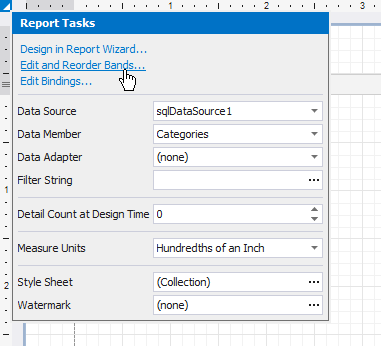 Report Tasks
Design in Report Wizard...
Edit and Reorder Bands...
Edit Bindings...
Data Source sqlDataSource1
Data Member Categories
Data Adapter (none)
Filter String
Detail Count at Design Time 0
Measure Units Hundredths of an Inch
Style Sheet (Collection)
Watermark (none)
1
2
1
2
3